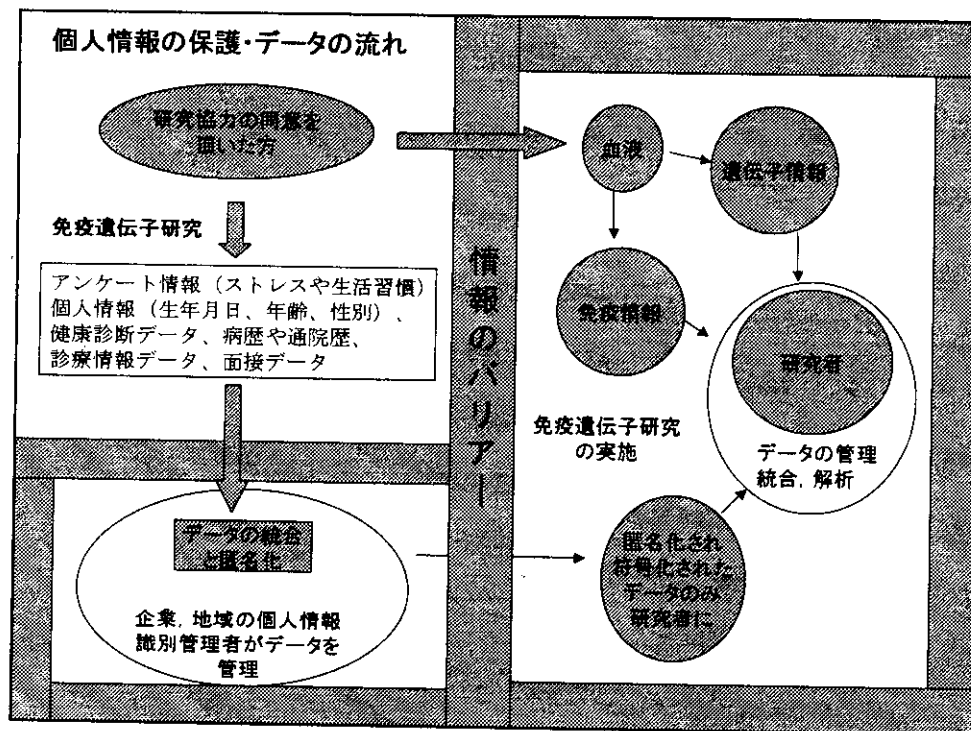 個人情報の保護・データの流れ
研究協力の同意を
頂いた方
免疫遺伝子研究
アンケート情報（ストレスや生活習慣）
個人情報（生年月日、年齢、性別）、
健康診断データ、病歴や通院歴、
診療情報データ、面接データ
データの統合
と匿名化
企業，地域の個人情報
識別管理者がデータを
管理
情報のバリアー
血液
遺伝子情報
免疫情報
研究者
データの管理
統合，解析
免疫遺伝子研究
の実施
匿名化され
符号化された
データのみ
研究者に